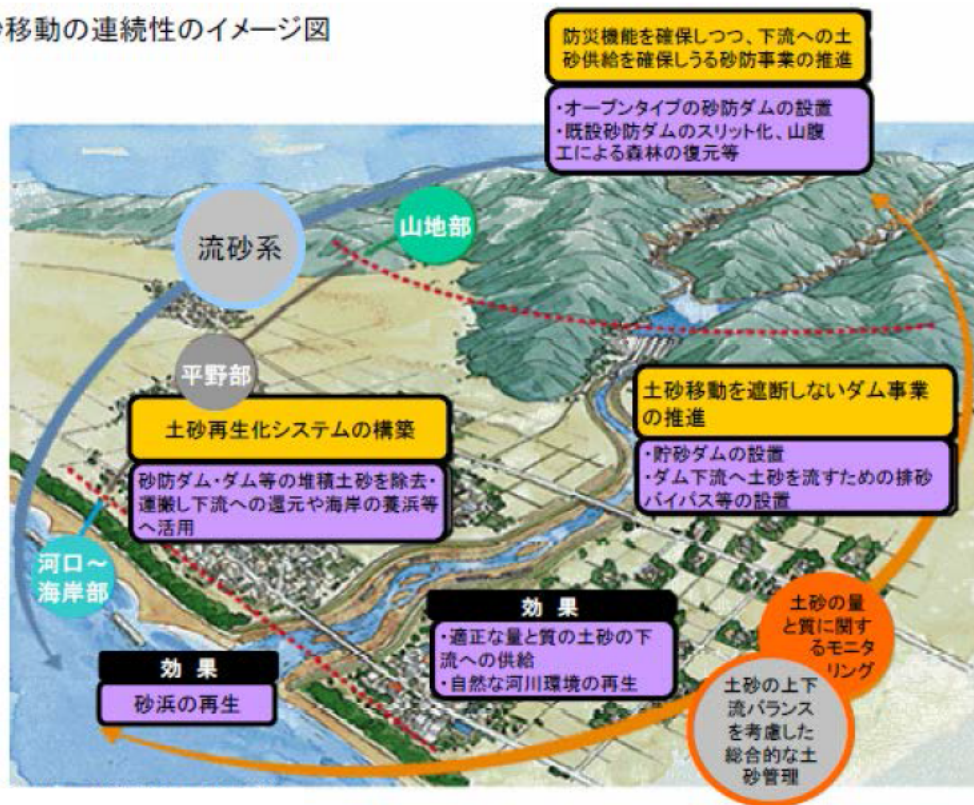 移動の連続性のイメージ図
防災機能を確保しつつ、下流への土
砂供給を確保しうる砂防事業の推進
・オープンタイプの砂防ダムの設置
・既設砂防ダムのスリット化、山腹
工による森林の復元等
流砂系
山地部
平野部
土砂再生化システムの構築
砂防ダム・ダム等の堆積土砂を除去・
運搬し下流への還元や海岸の養浜等
へ活用
土砂移動を遮断しないダム事業
の推進
・貯砂ダムの設置
・ダム下流へ土砂を流すための排砂
バイパス等の設置
河口~
海岸部
効果
・適正な量と質の土砂の下
流への供給
・自然な河川環境の再生
効果
砂浜の再生
土砂の量
と質に関す
るモニタ
リング
土砂の上下
流バランス
を考慮した
総合的な土
砂管理